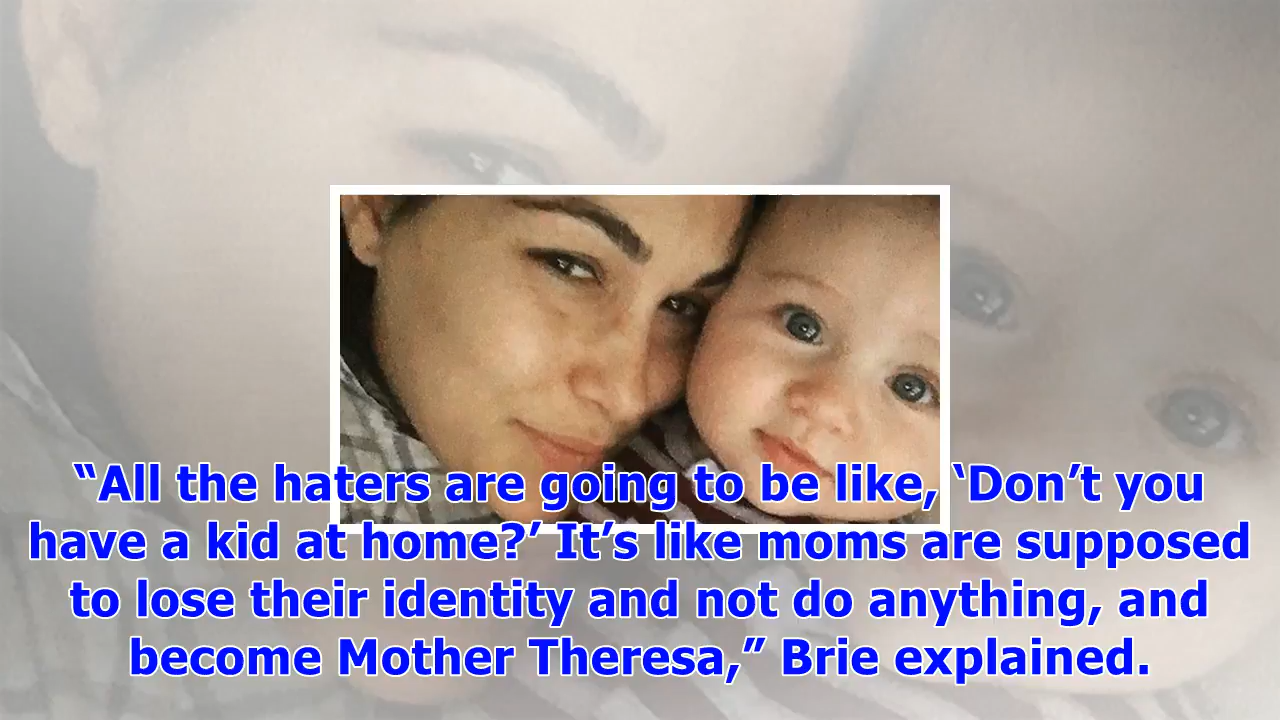 “All the haters are going to be like, ‘Don’t you
have a kid at home?’ It’s like moms are supposed
to lose their identity and not do anything, and
become Mother Theresa,” Brie explained.